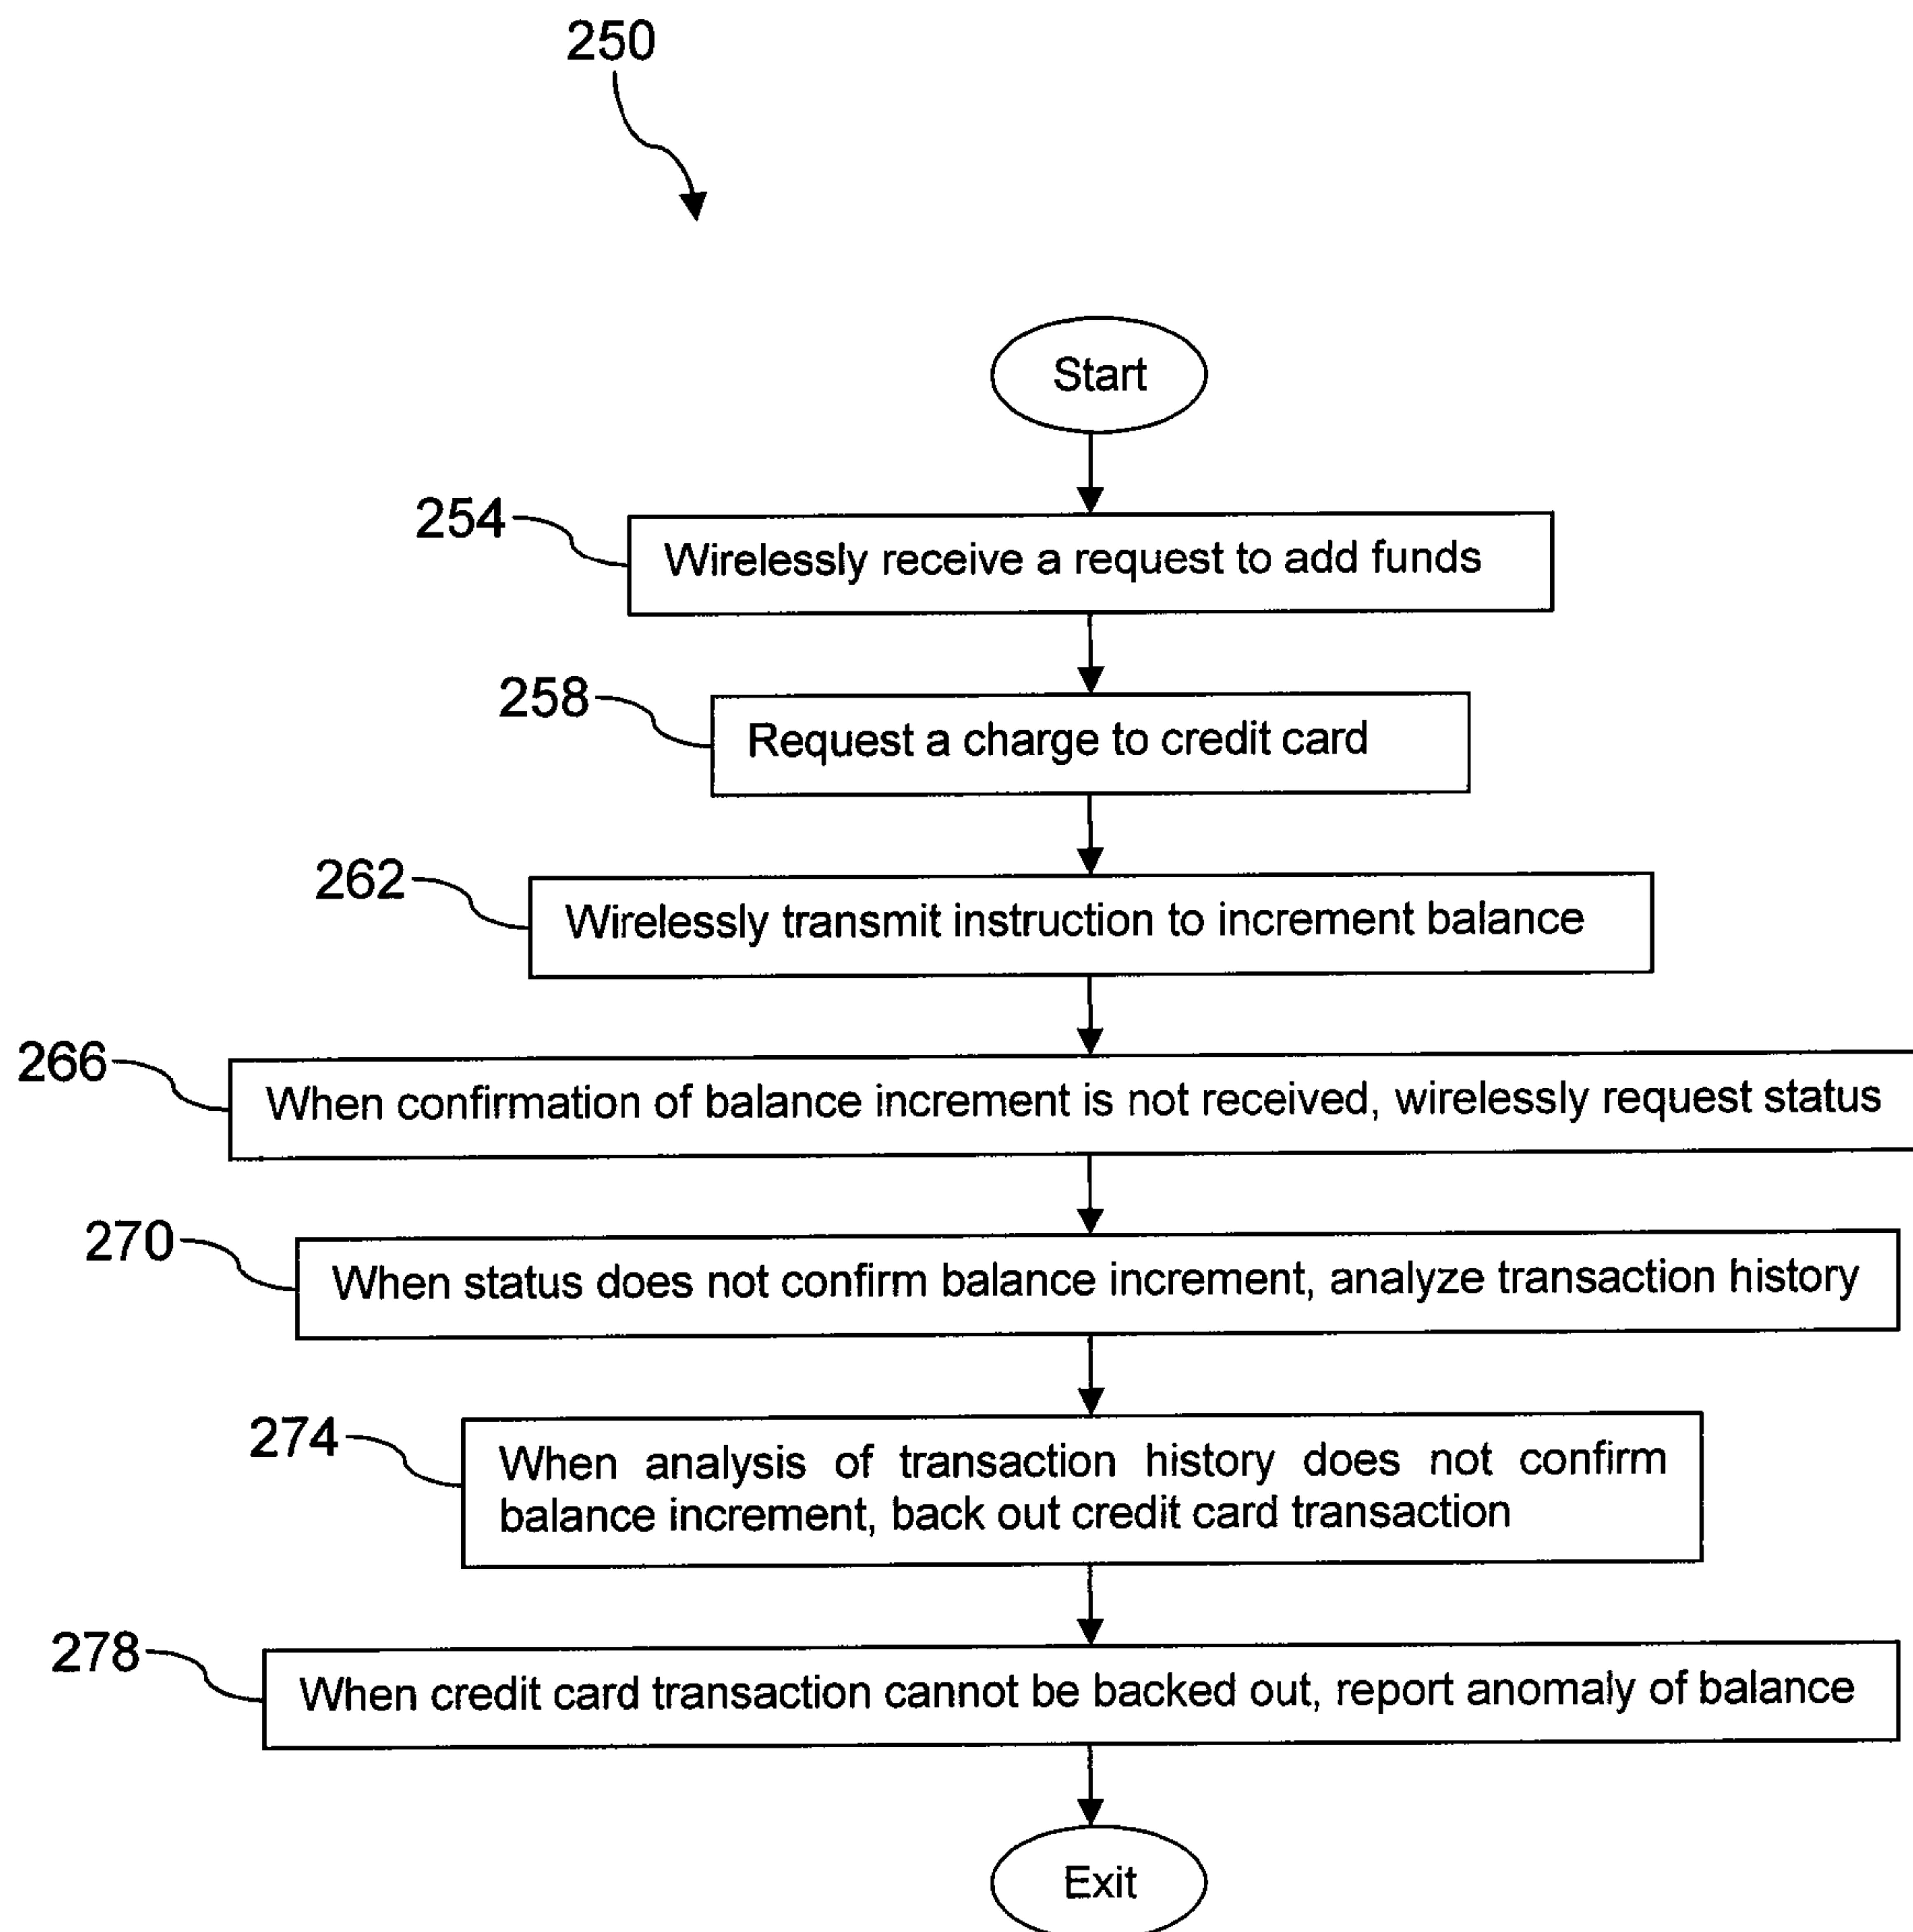 250
Start
254
Wirelessly receive a request to add funds
258
Request a charge to credit card
262
Wirelessly transmit instruction to increment balance
266
When confirmation of balance increment is not received, wirelessly request status
270
When status does not confirm balance increment, analyze transaction history
274
When analysis of transaction history does not confirm
balance increment, back out credit card transaction
278
When credit card transaction cannot be backed out, report anomaly of balance
Exit